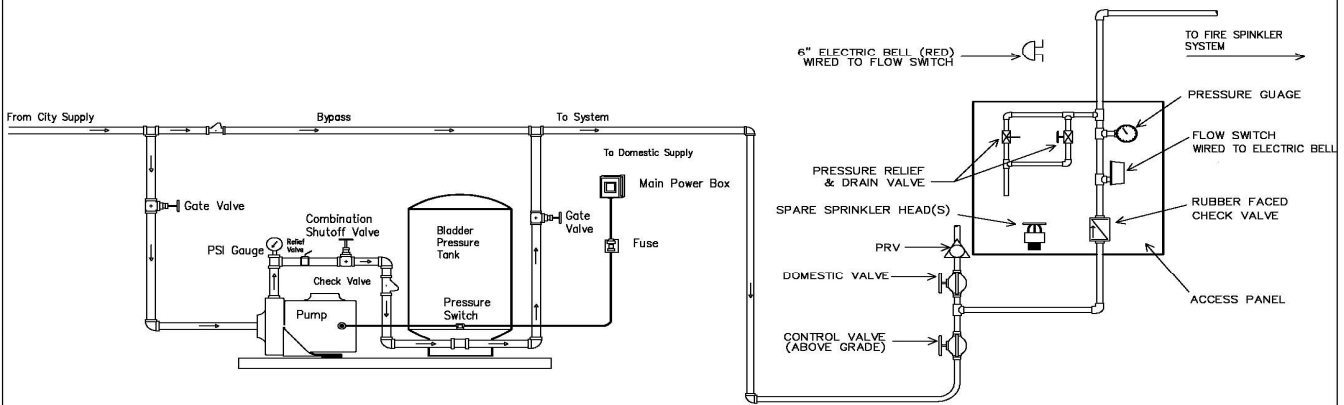 From City Supply
Bypass
To System
To Domestic Supply
Main Power Box
Gate Valve
Combination
Shutoff Valve
Relief
Valve
PSI Gauge
Check Valve
Bladder
Pressure
Tank
Gate
Valve
Fuse
Pump
Pressure
Switch
6" ELECTRIC BELL (RED)
WIRED TO FLOW SWITCH
TO FIRE SPINKLER
SYSTEM
PRESSURE GUAGE
FLOW SWITCH
WIRED TO ELECTRIC BELL
PRESSURE RELIEF
& DRAIN VALVE
SPARE SPRINKLER HEAD(S)
RUBBER FACED
CHECK VALVE
PRV
DOMESTIC VALVE
ACCESS PANEL
CONTROL VALVE
(ABOVE GRADE)